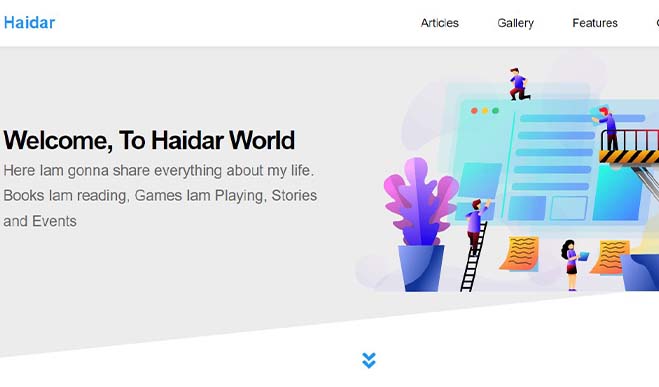 Haidar
Articles Gallery Features
Welcome, To Haidar World
Here Iam gonna share everything about my life.
Books Iam reading, Games Iam Playing, Stories
and Events